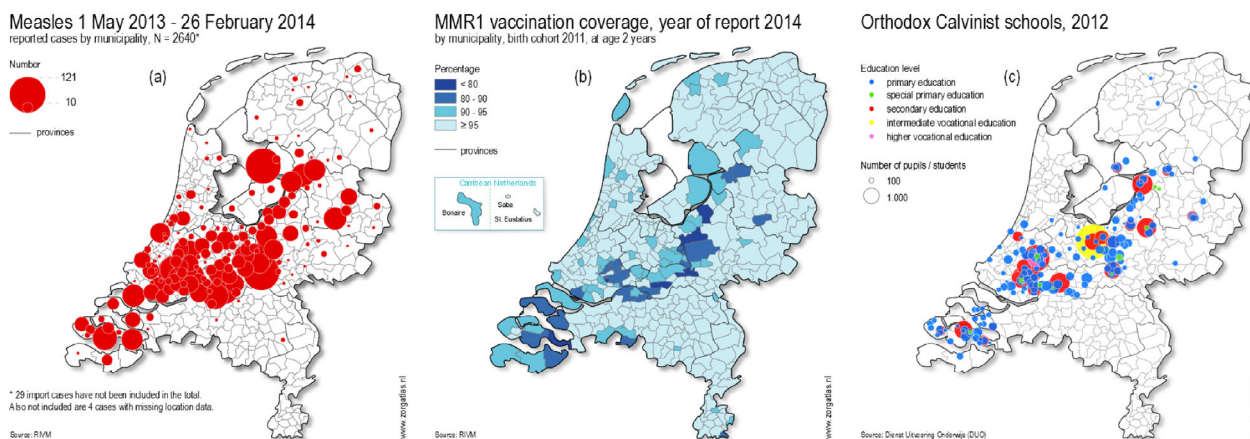 Measles 1 May 2013 - 26 February 2014
reported cases by municipality, N = 2640*
Number
121
10
provinces
(a)
* 29 import cases have not been included in the total.
Also not included are 4 cases with missing location data.
Source: RIVM
www.zorgatlas.nl
MMR1 vaccination coverage, year of report 2014
by municipality, birth cohort 2011, at age 2 years
Percentage
< 80
80 - 90
90 - 95
≥ 95
provinces
(b)
Carribean Netherlands
Bonaire
Saba
St. Eustatius
Source: RIVM
www.zorgatlas.nl
Orthodox Calvinist schools, 2012
Education level
primary education
special primary education
secondary education
intermediate vocational education
higher vocational education
Number of pupils / students
100
1.000
(c)
Source: Dienst Uitvoering Onderwijs (DUO)